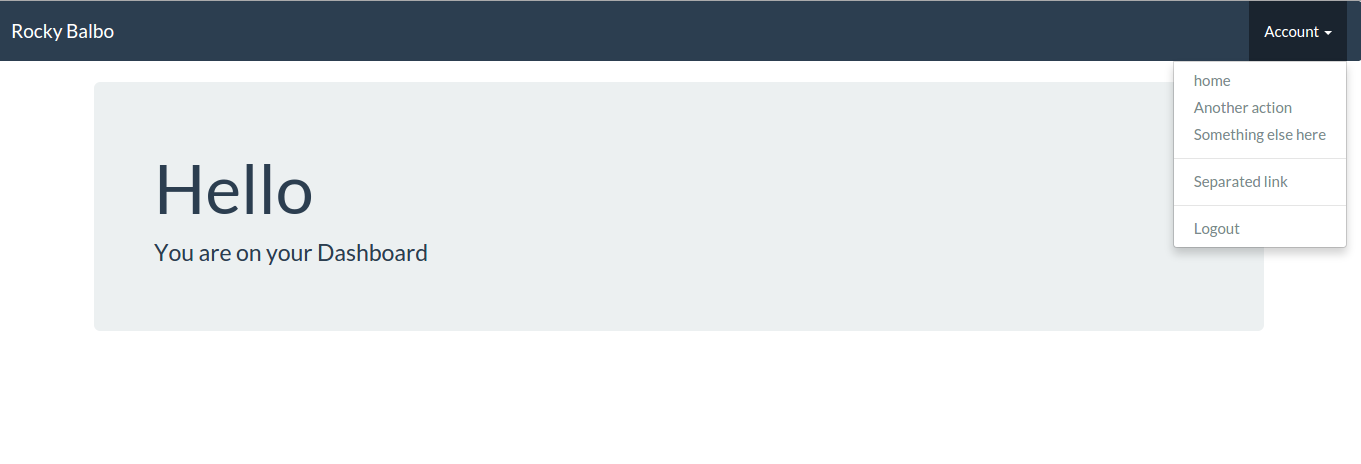 Rocky Balbo
Account
home
Another action
Something else here
Separated link
Logout
Hello
You are on your Dashboard